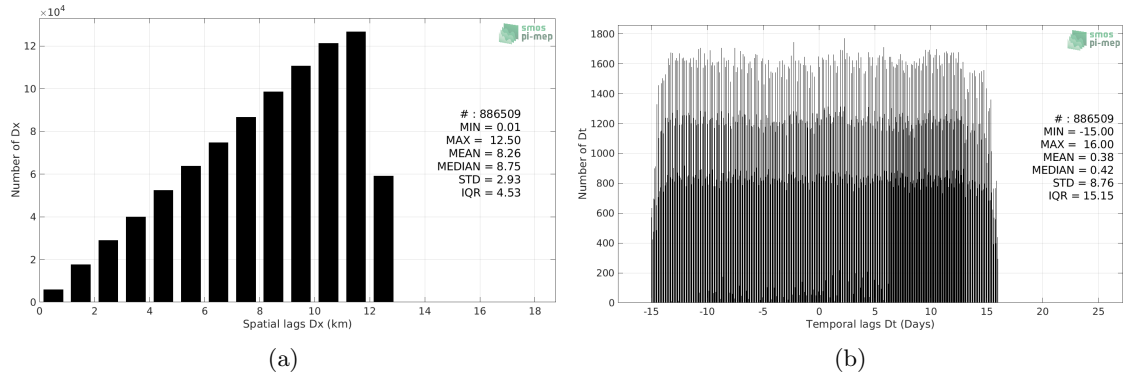 ×10⁴
smos
pi-mep
12
10
8
6
4
2
0
Number of Dx
# : 886509
MIN = 0.01
MAX = 12.50
MEAN = 8.26
MEDIAN = 8.75
STD = 2.93
IQR = 4.53
0 2 4 6 8 10 12 14 16 18
Spatial lags Dx (km)
(a)
smos
pi-mep
1800
1600
1400
1200
1000
800
600
400
200
0
Number of Dt
# : 886509
MIN = -15.00
MAX = 16.00
MEAN = 0.38
MEDIAN = 0.42
STD = 8.76
IQR = 15.15
-15 -10 -5 0 5 10 15 20 25
Temporal lags Dt (Days)
(b)